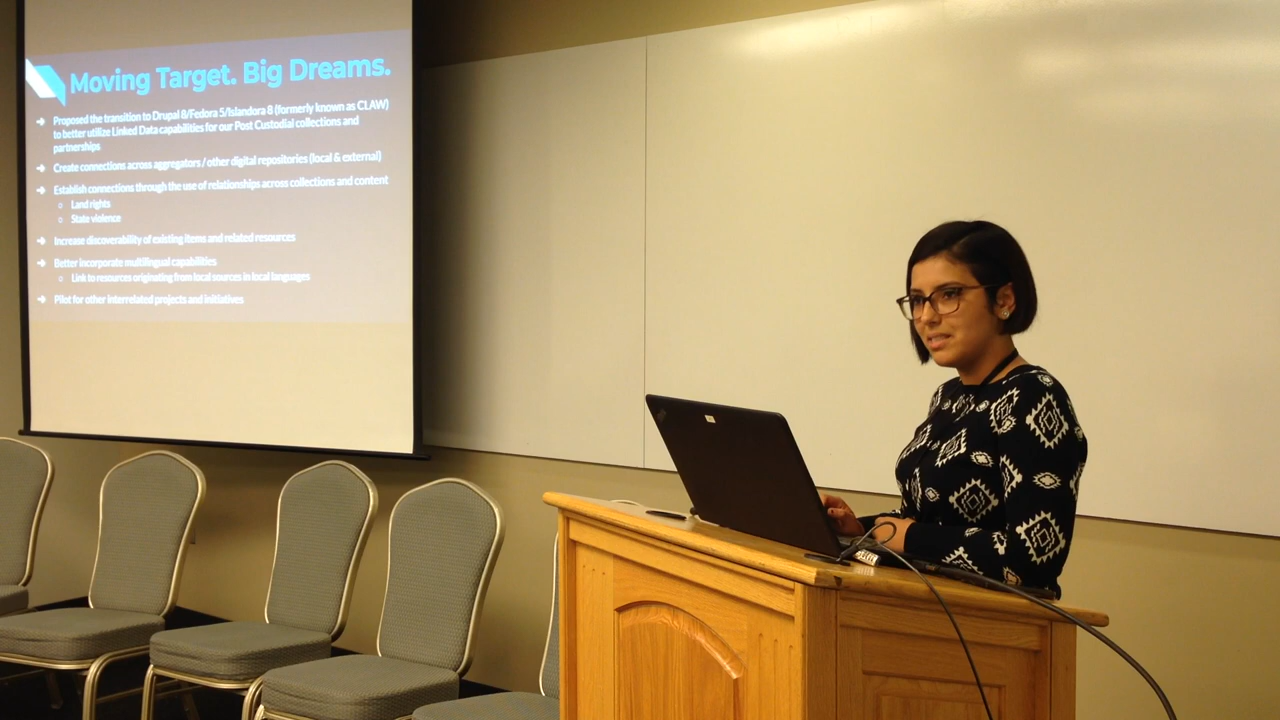 Moving Target. Big Dreams.
Proposed the transition to Drupal 8/Fedora 5/Islandora 8 (formerly known as CLAW)
to better utilize Linked Data capabilities for our Post Custodial collections and
partnerships
Create connections across aggregators / other digital repositories (local & external)
Establish connections through the use of relationships across collections and content
Land rights
State violence
Increase discoverability of existing items and related resources
Better incorporate multilingual capabilities
Link to resources originating from local sources in local languages
Pilot for other interrelated projects and initiatives